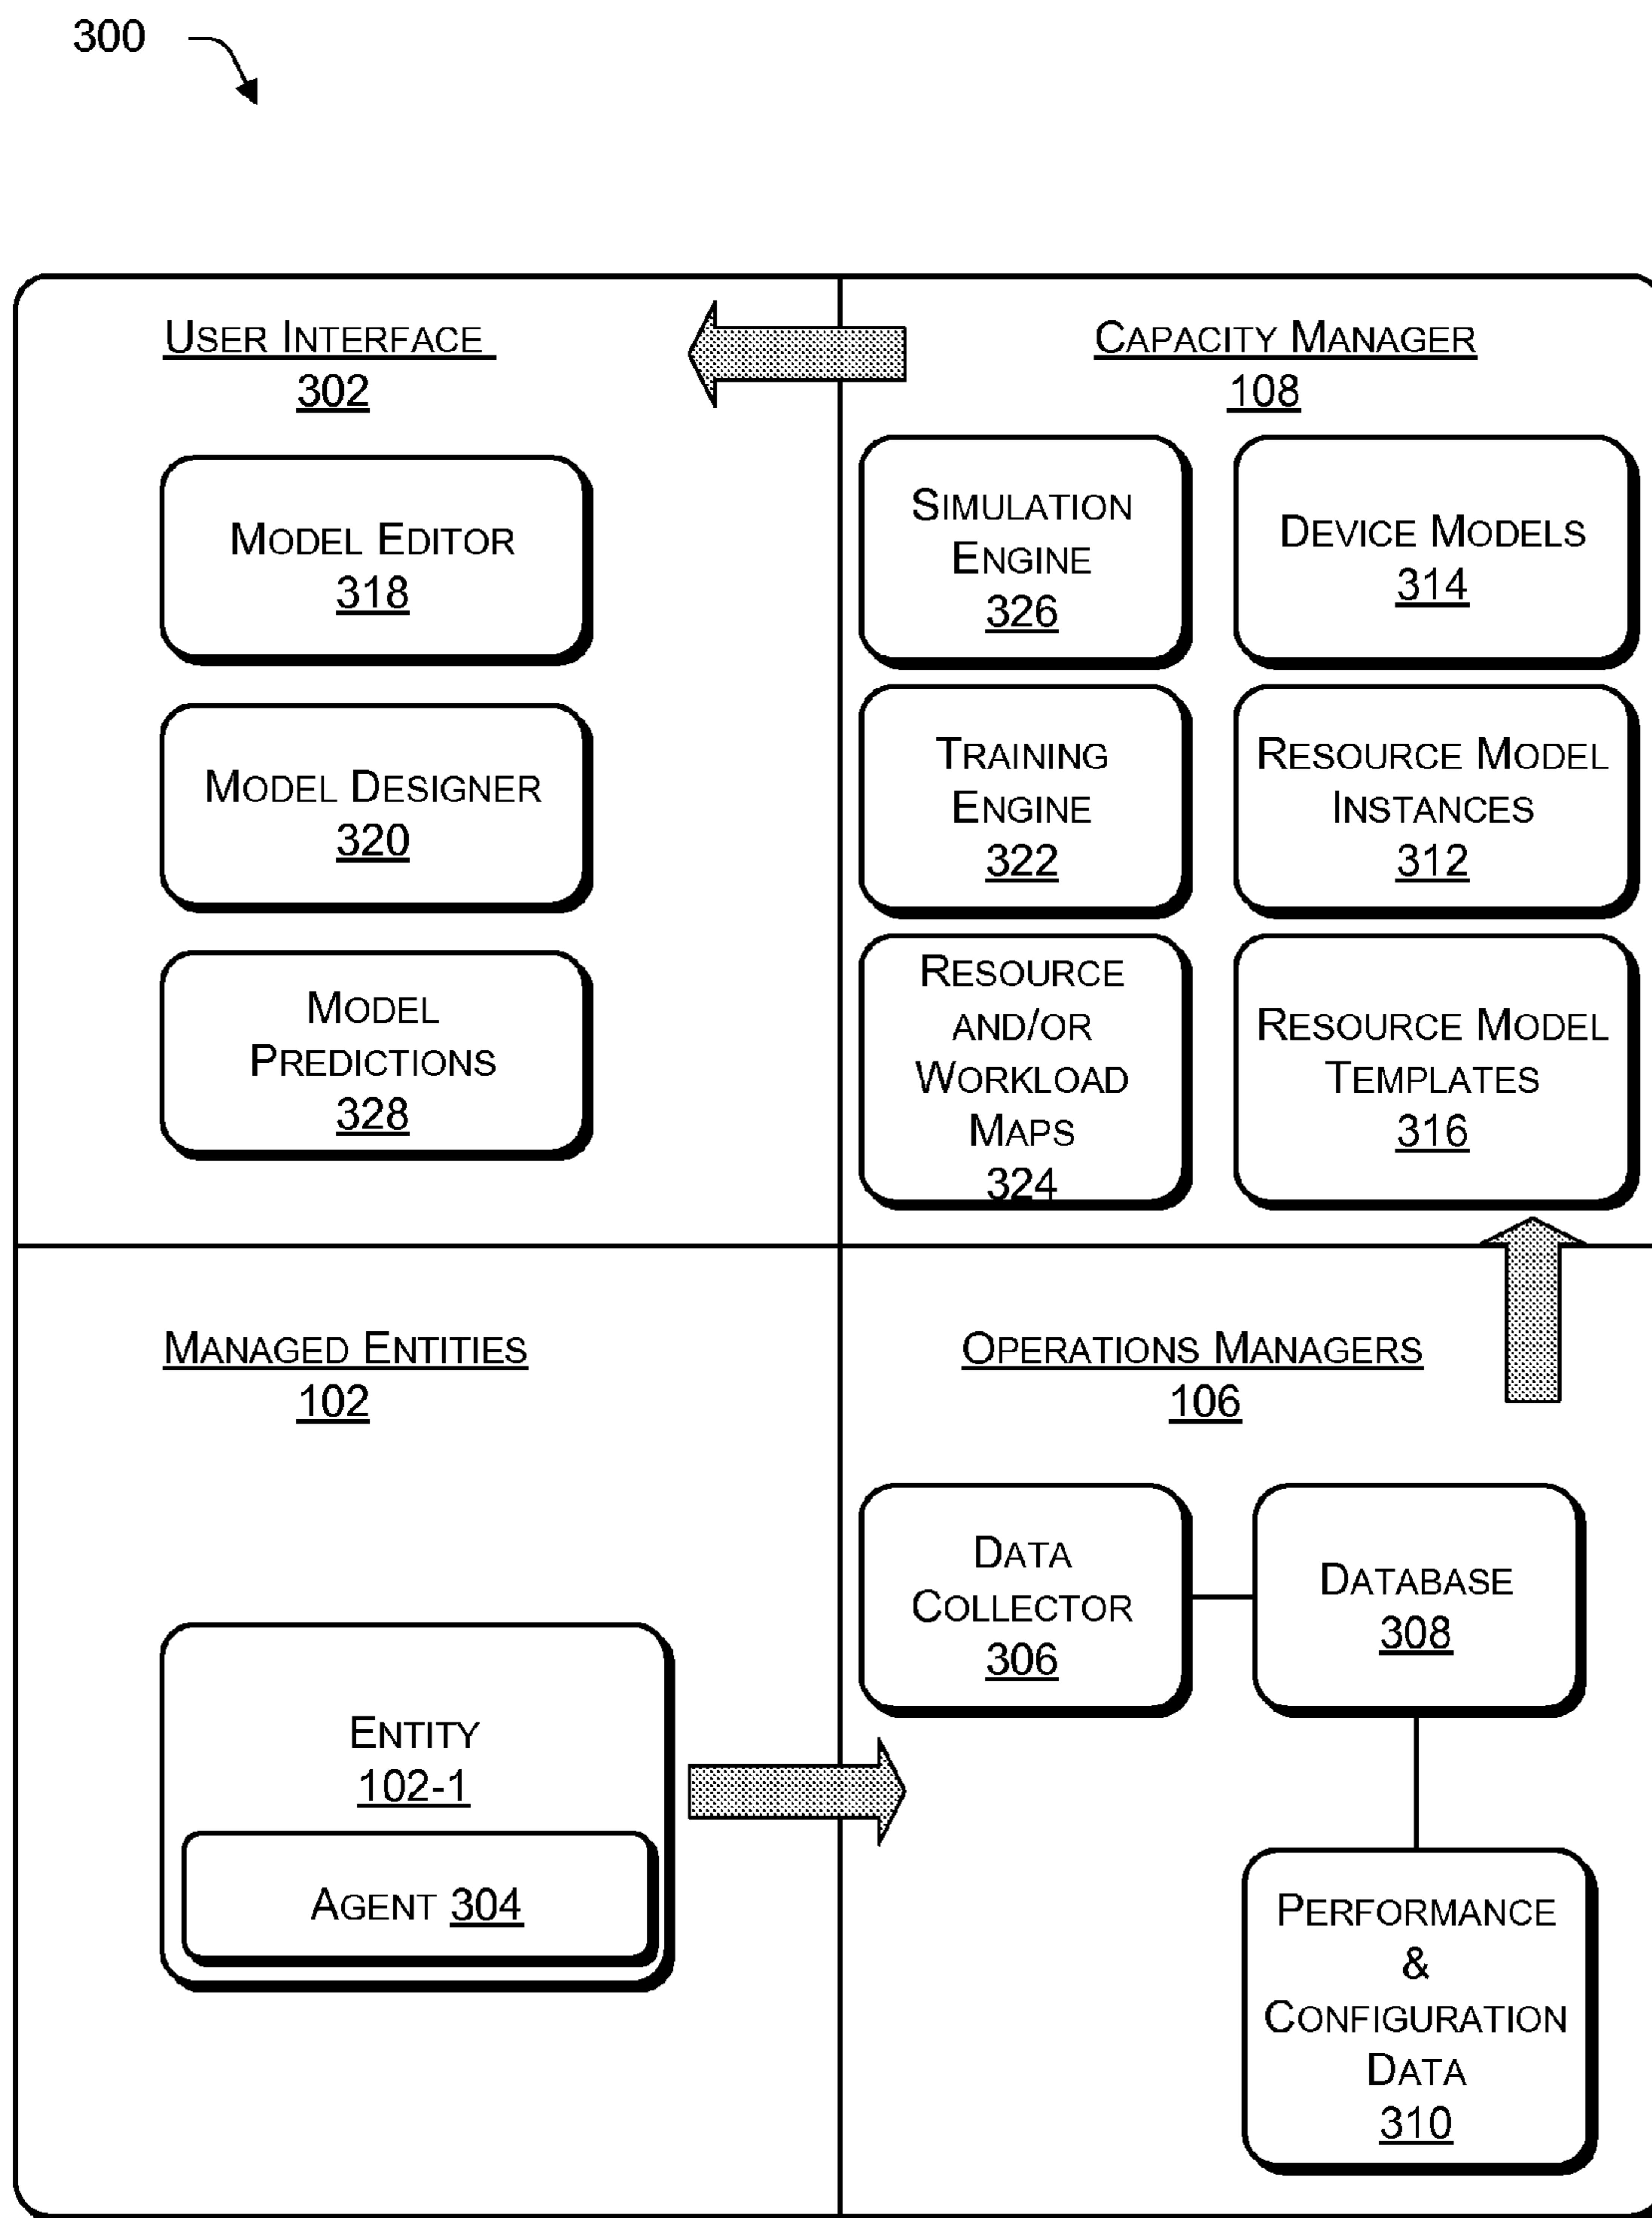 300
USER INTERFACE
302
MODEL EDITOR
318
MODEL DESIGNER
320
MODEL
PREDICTIONS
328
CAPACITY MANAGER
108
SIMULATION
ENGINE
326
DEVICE MODELS
314
TRAINING
ENGINE
322
RESOURCE MODEL
INSTANCES
312
RESOURCE
AND/OR
WORKLOAD
MAPS
324
RESOURCE MODEL
TEMPLATES
316
MANAGED ENTITIES
102
ENTITY
102-1
AGENT 304
OPERATIONS MANAGERS
106
DATA
COLLECTOR
306
DATABASE
308
PERFORMANCE
&
CONFIGURATION
DATA
310